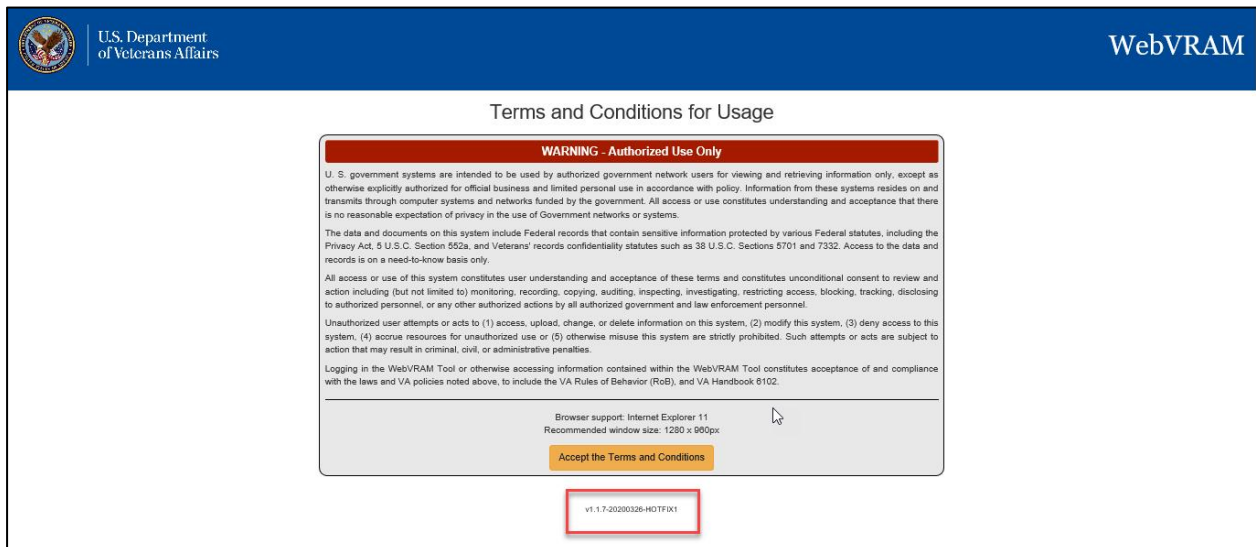 U.S. Department
of Veterans Affairs
WebVRAM
Terms and Conditions for Usage
WARNING - Authorized Use Only
U. S. government systems are intended to be used by authorized government network users for viewing and retrieving information only, except as
otherwise explicitly authorized for official business and limited personal use in accordance with policy. Information from these systems resides on and
transmits through computer systems and networks funded by the government. All access or use constitutes understanding and acceptance that there
is no reasonable expectation of privacy in the use of Government networks or systems.
The data and documents on this system include Federal records that contain sensitive information protected by various Federal statutes, including the
Privacy Act, 5 U.S.C. Section 552a, and Veterans' records confidentiality statutes such as 38 U.S.C. Sections 5701 and 7332. Access to the data and
records is on a need-to-know basis only.
All access or use of this system constitutes user understanding and acceptance of these terms and constitutes unconditional consent to review and
action including (but not limited to) monitoring, recording, copying, auditing, inspecting, investigating, restricting access, blocking, tracking, disclosing
to authorized personnel, or any other authorized actions by all authorized government and law enforcement personnel.
Unauthorized user attempts or acts to (1) access, upload, change, or delete information on this system, (2) modify this system, (3) deny access to this
system, (4) accrue resources for unauthorized use or (5) otherwise misuse this system are strictly prohibited. Such attempts or acts are subject to
action that may result in criminal, civil, or administrative penalties.
Logging in the WebVRAM Tool or otherwise accessing information contained within the WebVRAM Tool constitutes acceptance of and compliance
with the laws and VA policies noted above, to include the VA Rules of Behavior (RoB), and VA Handbook 6102.
Browser support: Internet Explorer 11
Recommended window size: 1280 x 960px
Accept the Terms and Conditions
v1.1.7-20200326-HOTFIX1